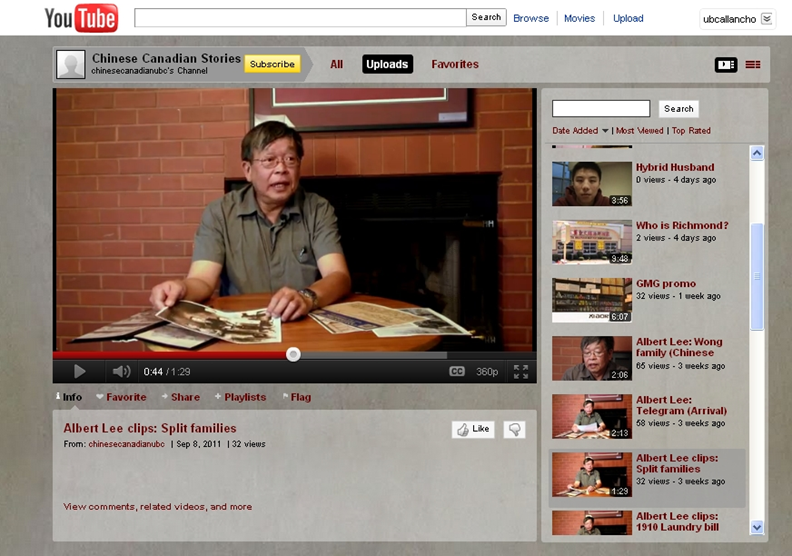 YouTube
Search
Browse
Movies
Upload
ubcallancho
Chinese Canadian Stories
chinesecanadianubc's Channel
Subscribe
All
Uploads
Favorites
Search
Date Added | Most Viewed | Top Rated
Hybrid Husband
0 views - 4 days ago
3:56
Who is Richmond?
2 views - 4 days ago
9:48
GMG promo
32 views - 1 week ago
6:07
Albert Lee: Wong
family (Chinese
65 views - 3 weeks ago
2:06
Albert Lee:
Telegram (Arrival)
58 views - 3 weeks ago
2:13
Albert Lee clips:
Split families
32 views - 3 weeks ago
1:29
Albert Lee clips:
1910 Laundry bill
0:44 / 1:29
CC
360p
Info
Favorite
Share
Playlists
Flag
Albert Lee clips: Split families
From: chinesecanadianubc | Sep 8, 2011 | 32 views
Like
View comments, related videos, and more